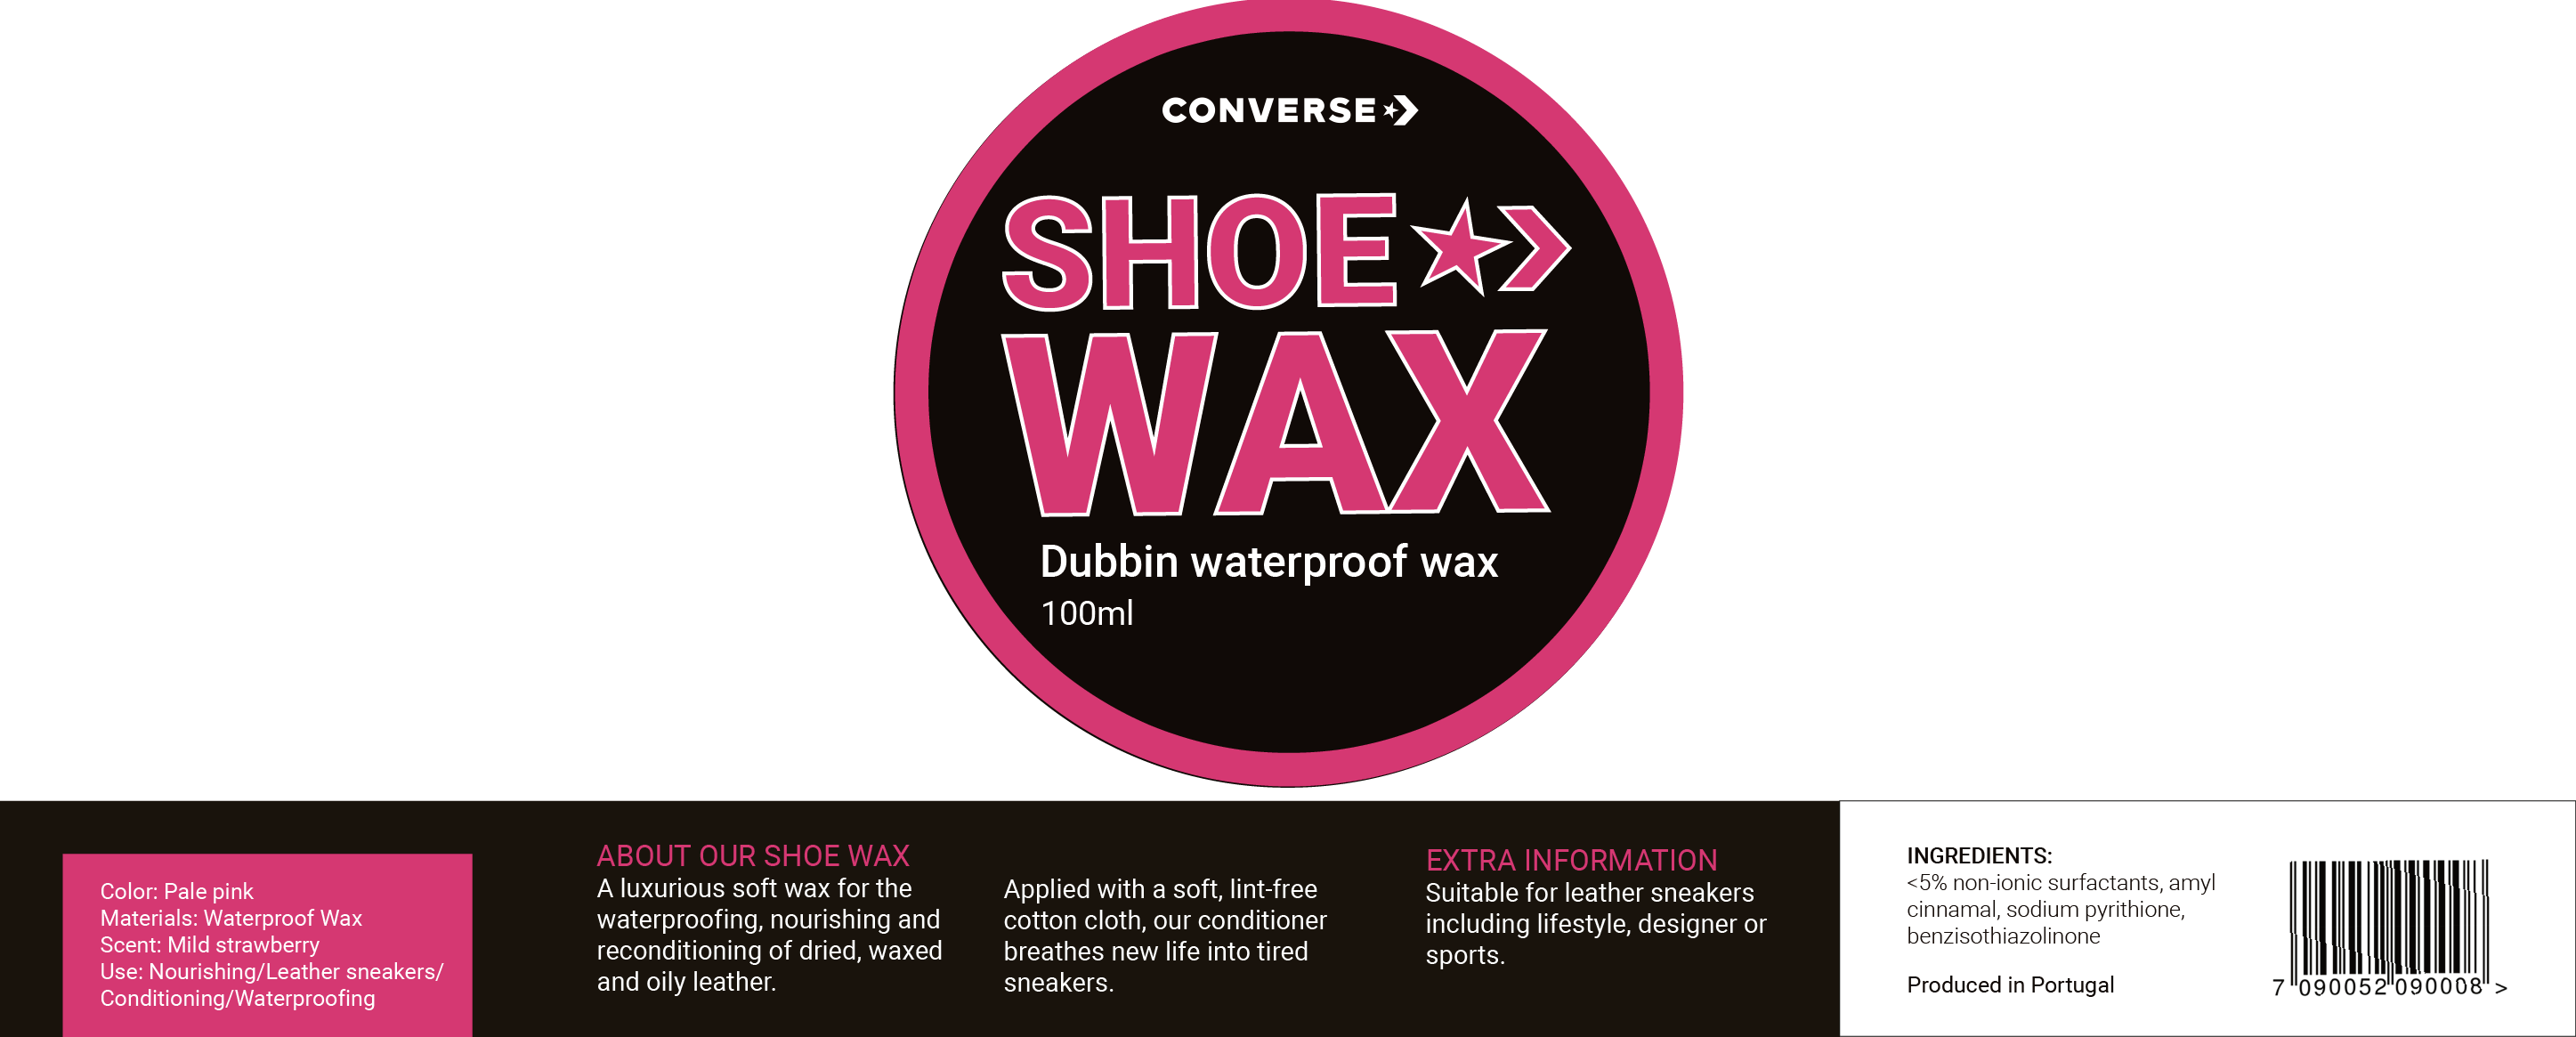 CONVERSE
SHOE
WAX
Dubbin waterproof wax
100ml
Color: Pale pink
Materials: Waterproof Wax
Scent: Mild strawberry
Use: Nourishing/Leather sneakers/
Conditioning/Waterproofing
ABOUT OUR SHOE WAX
A luxurious soft wax for the
waterproofing, nourishing and
reconditioning of dried, waxed
and oily leather.
Applied with a soft, lint-free
cotton cloth, our conditioner
breathes new life into tired
sneakers.
EXTRA INFORMATION
Suitable for leather sneakers
including lifestyle, designer or
sports.
INGREDIENTS:
<5% non-ionic surfactants, amyl
cinnamal, sodium pyrithione,
benzisothiazolinone
Produced in Portugal
7 090052 090008 >